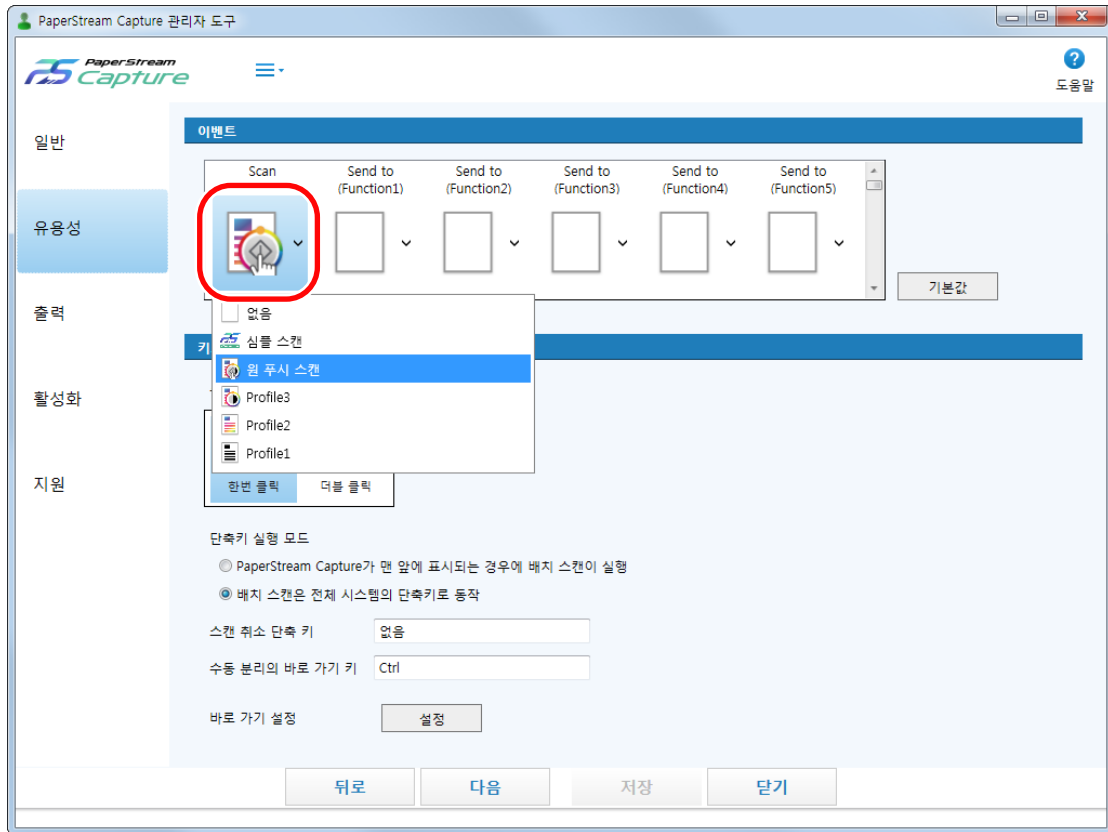 PaperStream Capture 관리자 도구
PaperStream
Capture
도움말
일반
유용성
출력
활성화
지원
이벤트
Scan
Send to
(Function1)
Send to
(Function2)
Send to
(Function3)
Send to
(Function4)
Send to
(Function5)
기본값
없음
심플 스캔
원 푸시 스캔
Profile3
Profile2
Profile1
키
한번 클릭
더블 클릭
단축키 실행 모드
PaperStream Capture가 맨 앞에 표시되는 경우에 배치 스캔이 실행
배치 스캔은 전체 시스템의 단축키로 동작
스캔 취소 단축 키 없음
수동 분리의 바로 가기 키 Ctrl
바로 가기 설정 설정
뒤로 다음 저장 닫기